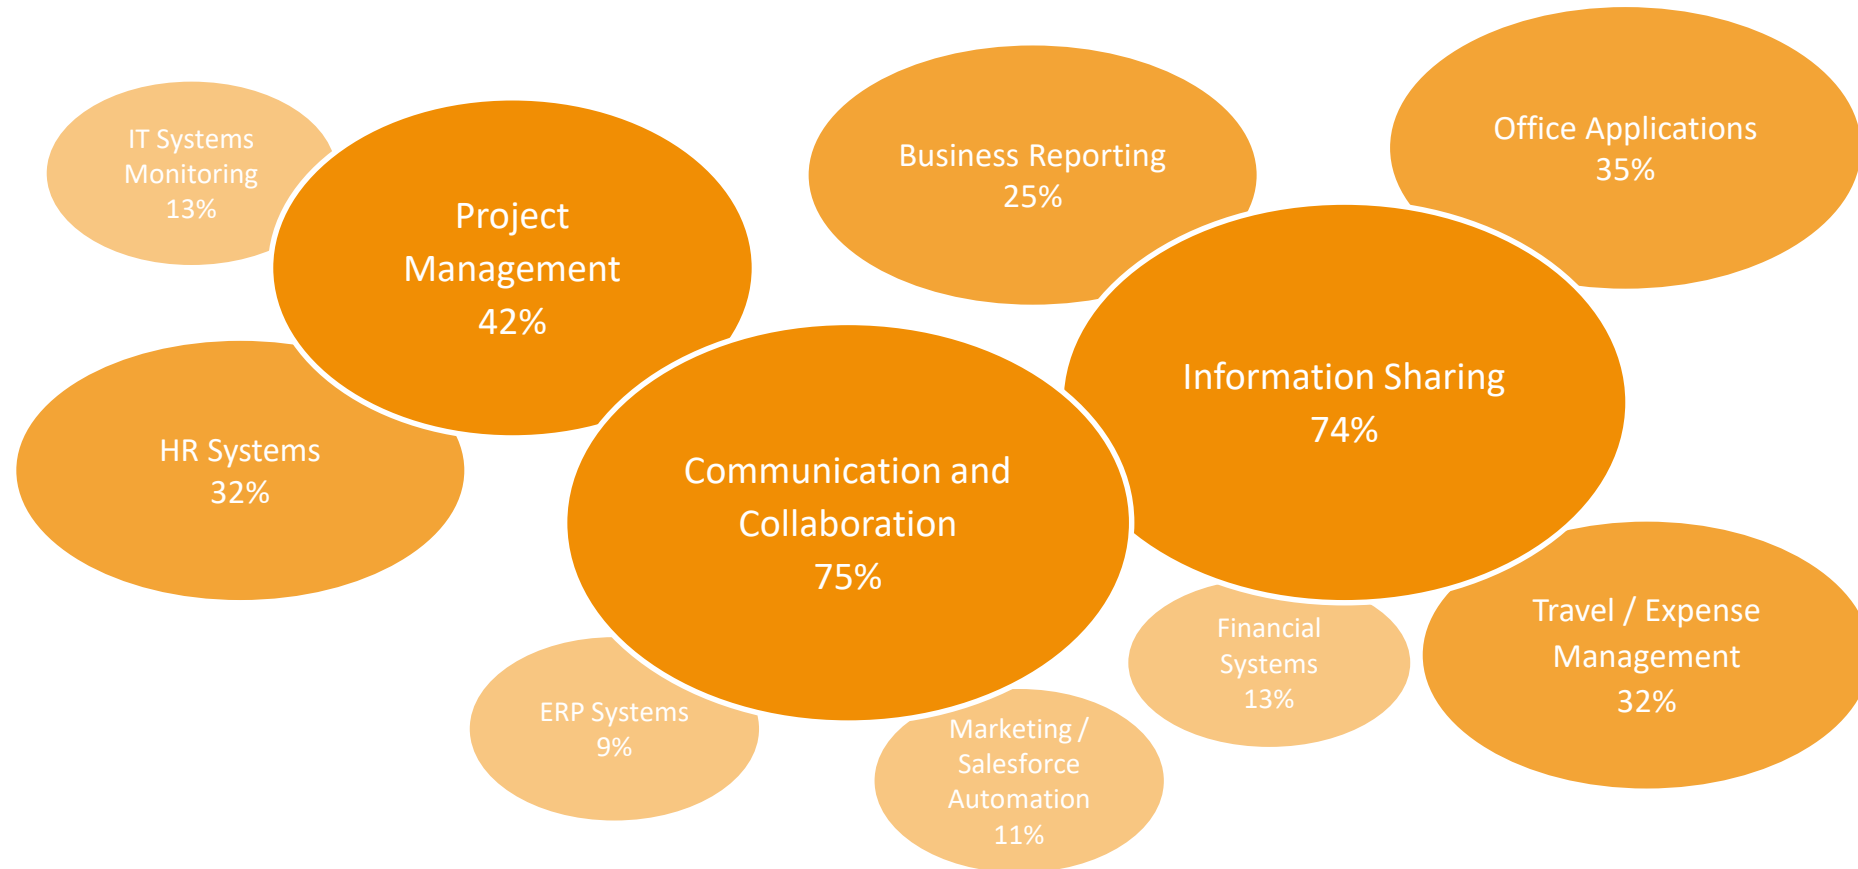 IT Systems
Monitoring
13%
Project
Management
42%
Business Reporting
25%
Office Applications
35%
HR Systems
32%
Communication and
Collaboration
75%
Information Sharing
74%
ERP Systems
9%
Marketing /
Salesforce
Automation
11%
Financial
Systems
13%
Travel / Expense
Management
32%